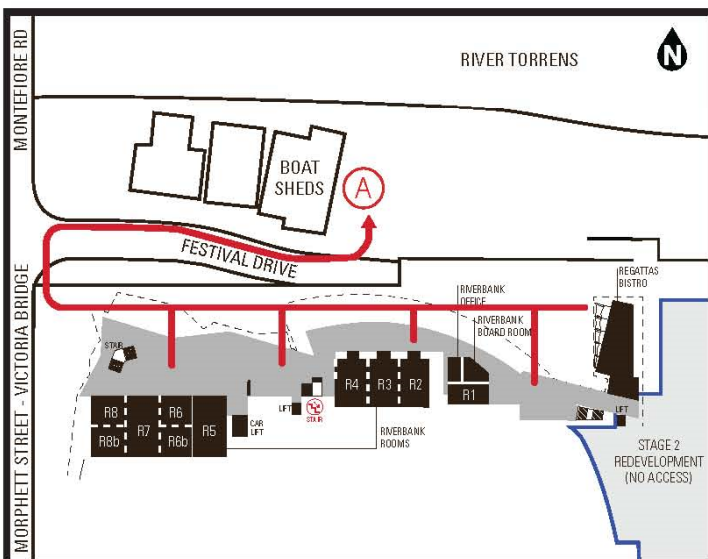 MONTEFIORE RD
RIVER TORRENS
N
BOAT
SHEDS
A
FESTIVAL DRIVE
MORPHETT STREET - VICTORIA BRIDGE
REGATTAS
BISTRO
RIVERBANK
OFFICE
RIVERBANK
BOARD ROOM
STAIR
R4
R3
R2
R1
R8
R6
R7
R5
R8b
R6b
CAR
LIFT
LIFT
STAIR
RIVERBANK
ROOMS
LIFT
STAGE 2
REDEVELOPMENT
(NO ACCESS)